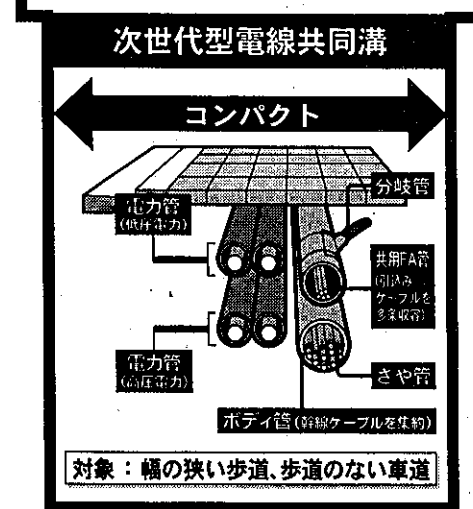 次世代型電線共同溝
コンパクト
分岐管
電力管
(低圧電力)
共用FA管
(引込み
ケーブルを
多条収容)
電力管
(高圧電力)
さや管
ボディ管(幹線ケーブルを集約)
対象：幅の狭い歩道、歩道のない車道